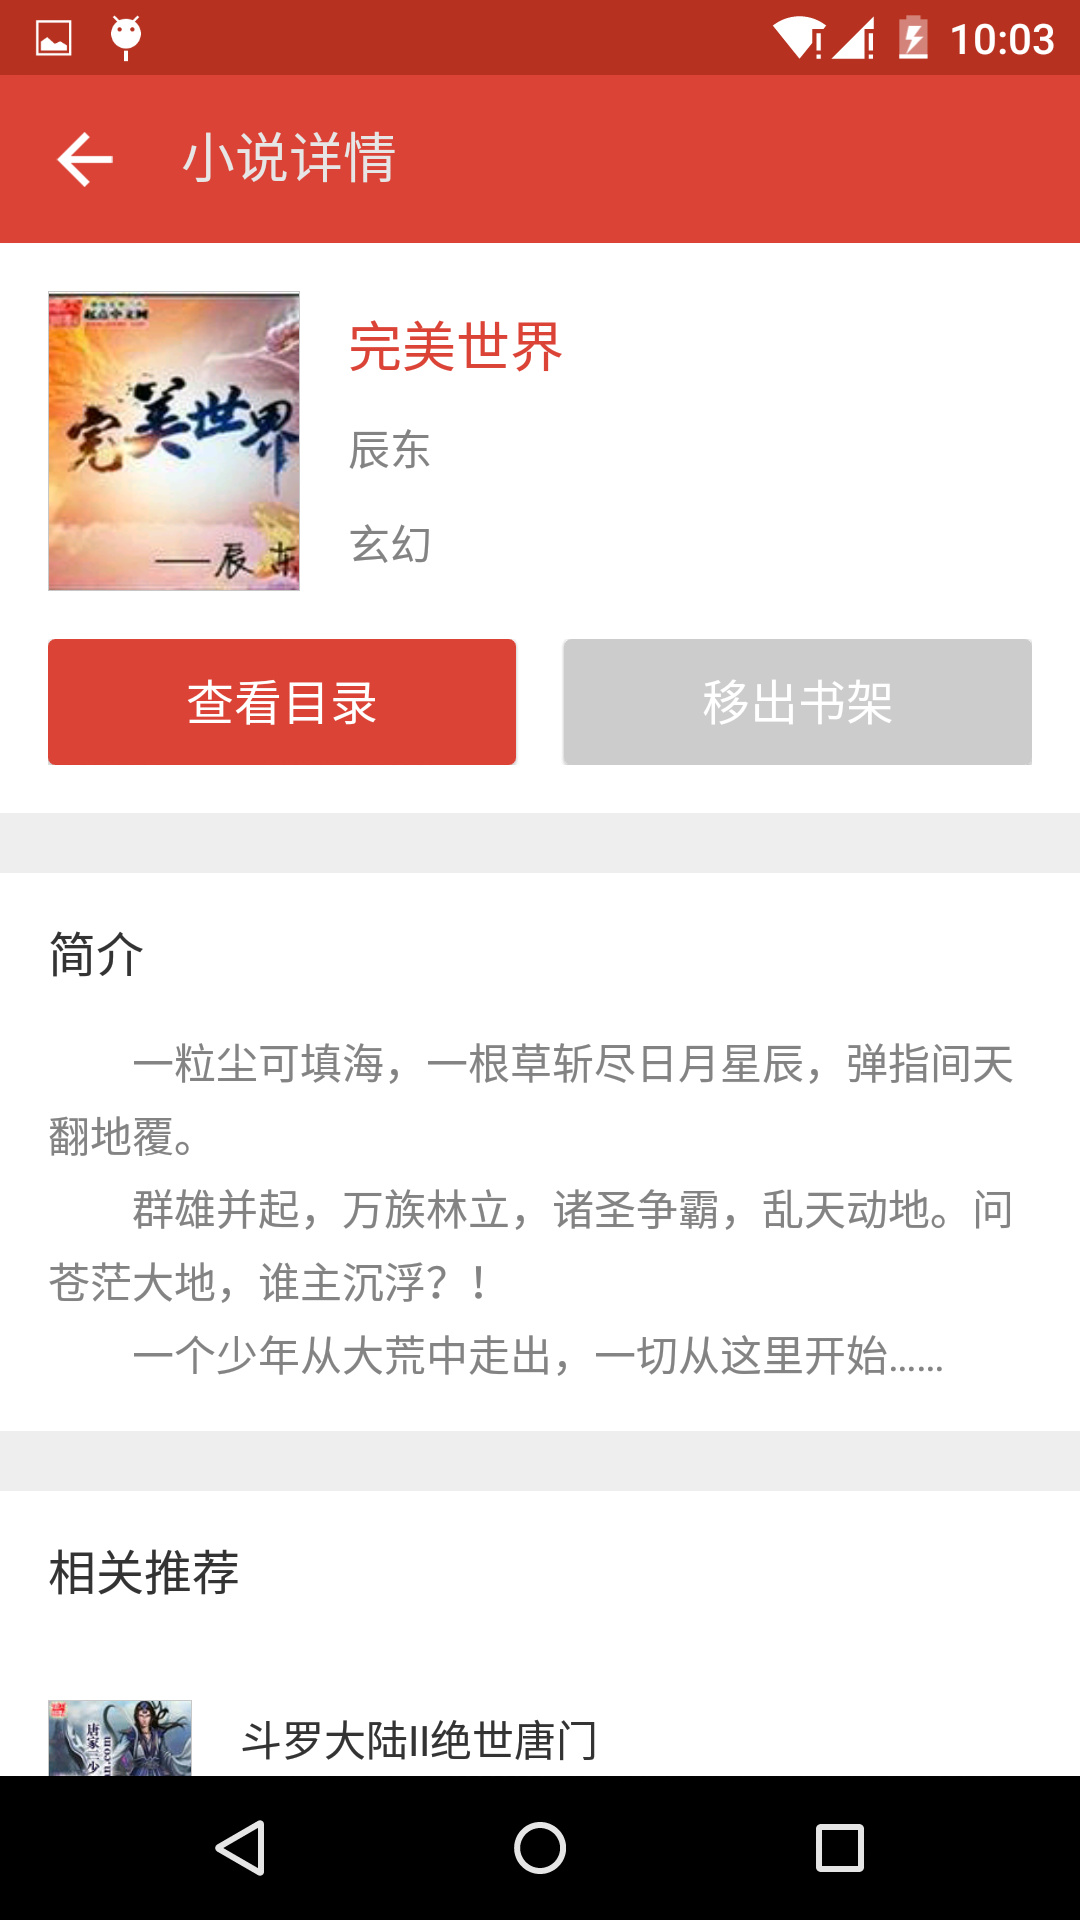 10:03
小说详情
起点中文网
完美世界
——辰东
完美世界
辰东
玄幻
查看目录
移出书架
简介
一粒尘可填海，一根草斩尽日月星辰，弹指间天
翻地覆。
群雄并起，万族林立，诸圣争霸，乱天动地。问
苍茫大地，谁主沉浮？！
一个少年从大荒中走出，一切从这里开始……
相关推荐
唐家三少
斗罗大陆II绝世唐门